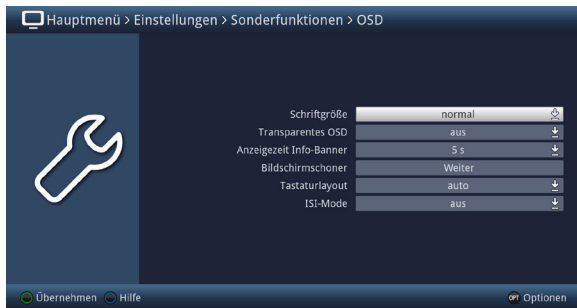 Hauptmenü > Einstellungen > Sonderfunktionen > OSD
Schriftgröße normal
Transparentes OSD aus
Anzeigezeit Info-Banner 5 s
Bildschirmschoner Weiter
Tastaturlayout auto
ISI-Mode aus
Übernehmen Hilfe OPT Optionen